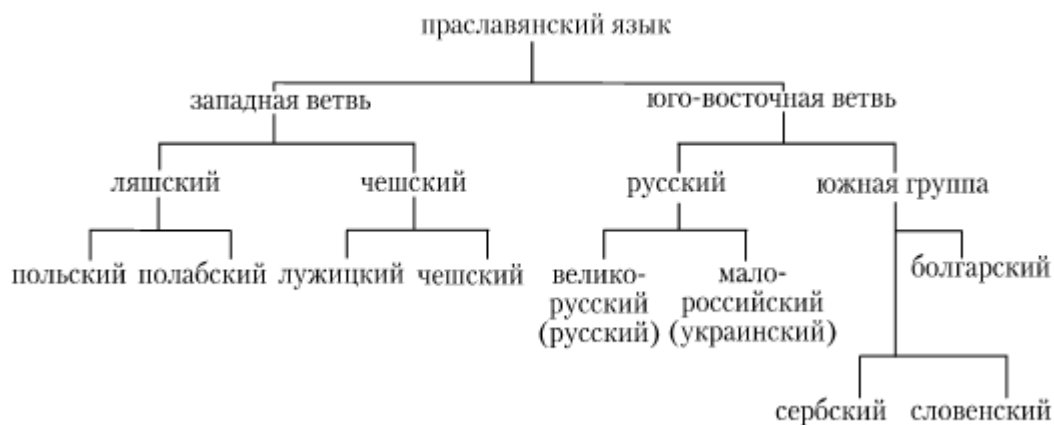 праславянский язык
западная ветвь
юго-восточная ветвь
ляшский
чешский
русский
южная группа
польский
полабский
лужицкий
чешский
велико-
русский
(русский)
мало-
российский
(украинский)
болгарский
сербский
словенский